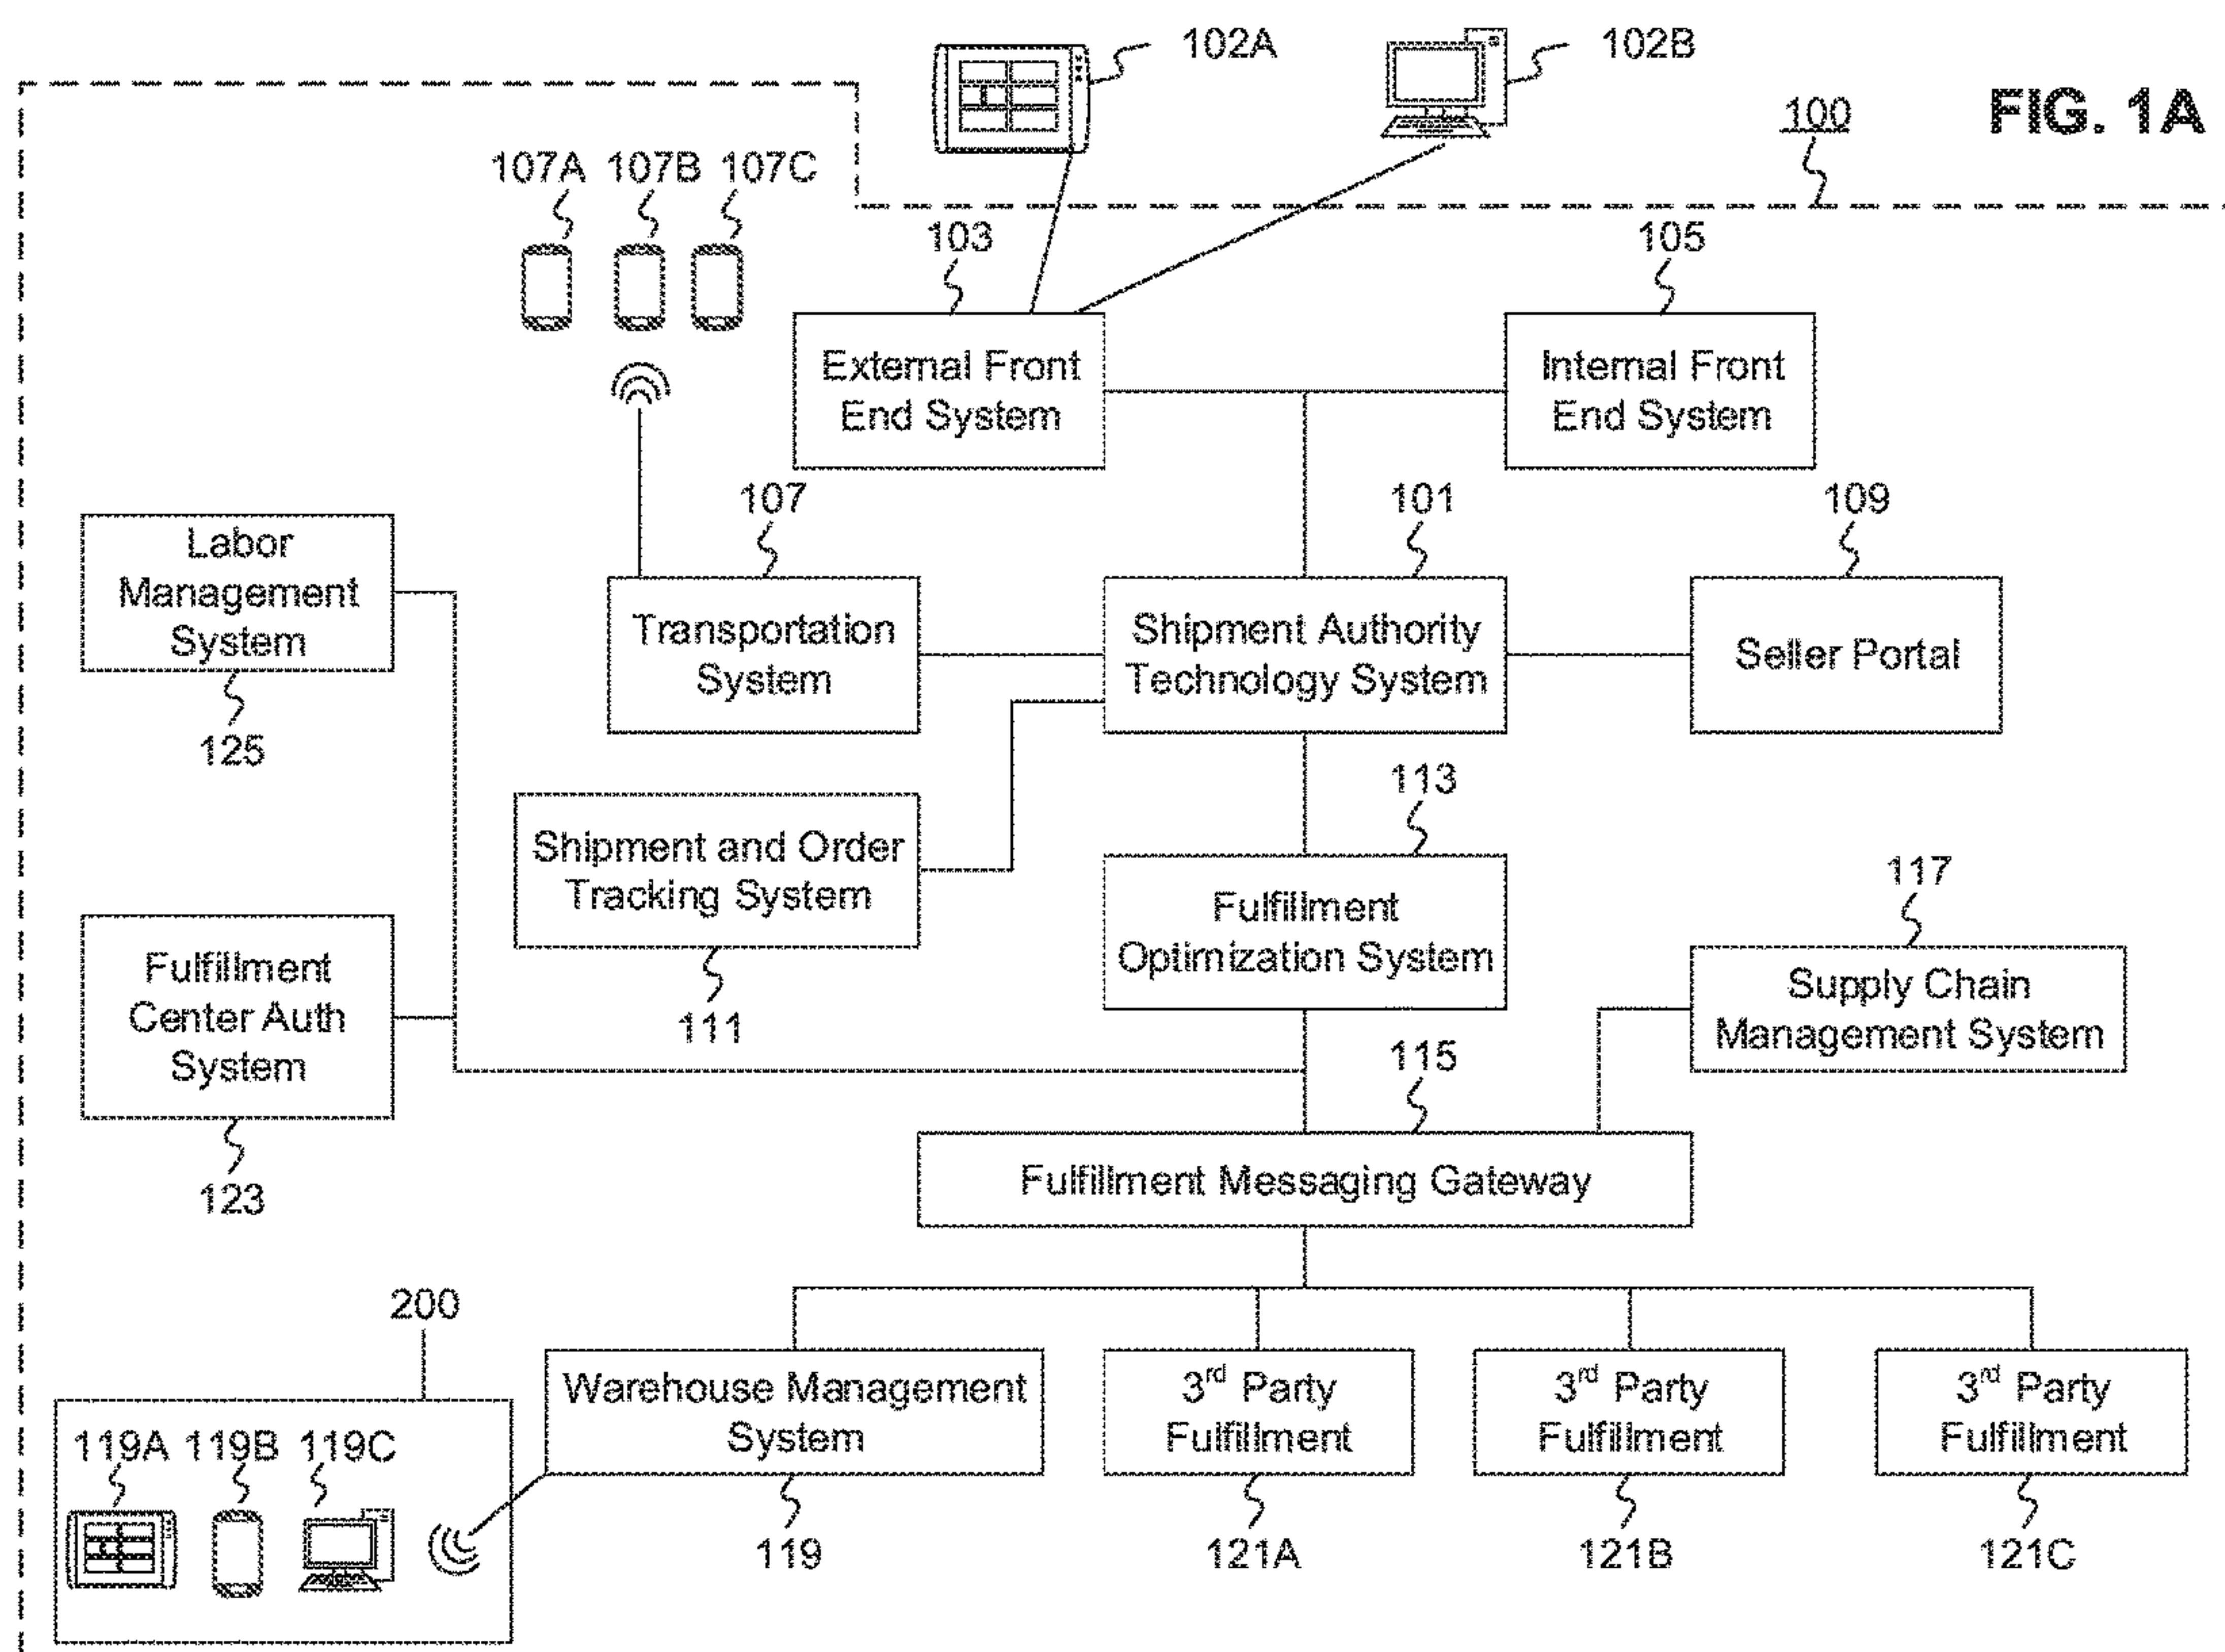 102A
102B
100
FIG. 1A
107A 107B 107C
103
105
External Front
End System
Internal Front
End System
107
101
109
Labor
Management
System
125
Transportation
System
Shipment Authority
Technology System
Seller Portal
113
Shipment and Order
Tracking System
111
117
Fulfillment
Optimization System
Fulfillment
Center Auth
System
123
Supply Chain
Management System
115
Fulfillment Messaging Gateway
200
Warehouse Management
System
119
3rd Party
Fulfillment
121A
3rd Party
Fulfillment
121B
3rd Party
Fulfillment
121C
119A 119B 119C